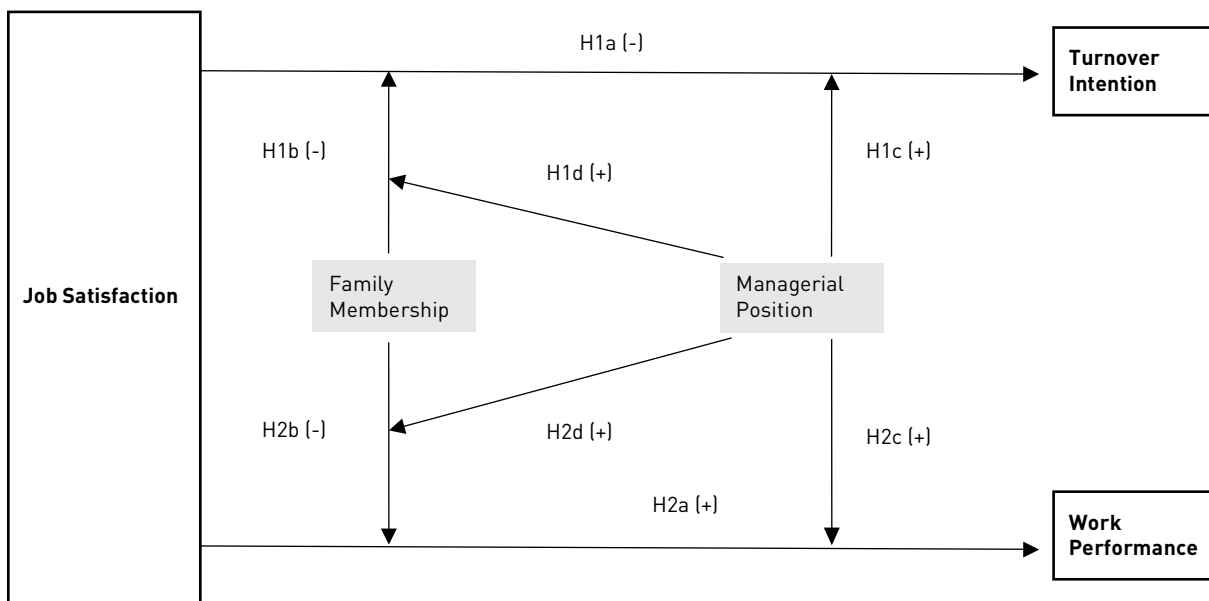 H1a (-)
Turnover
Intention
H1b (-)
H1d (+)
H1c (+)
Job Satisfaction
Family
Membership
Managerial
Position
H2b (-)
H2d (+)
H2c (+)
H2a (+)
Work
Performance